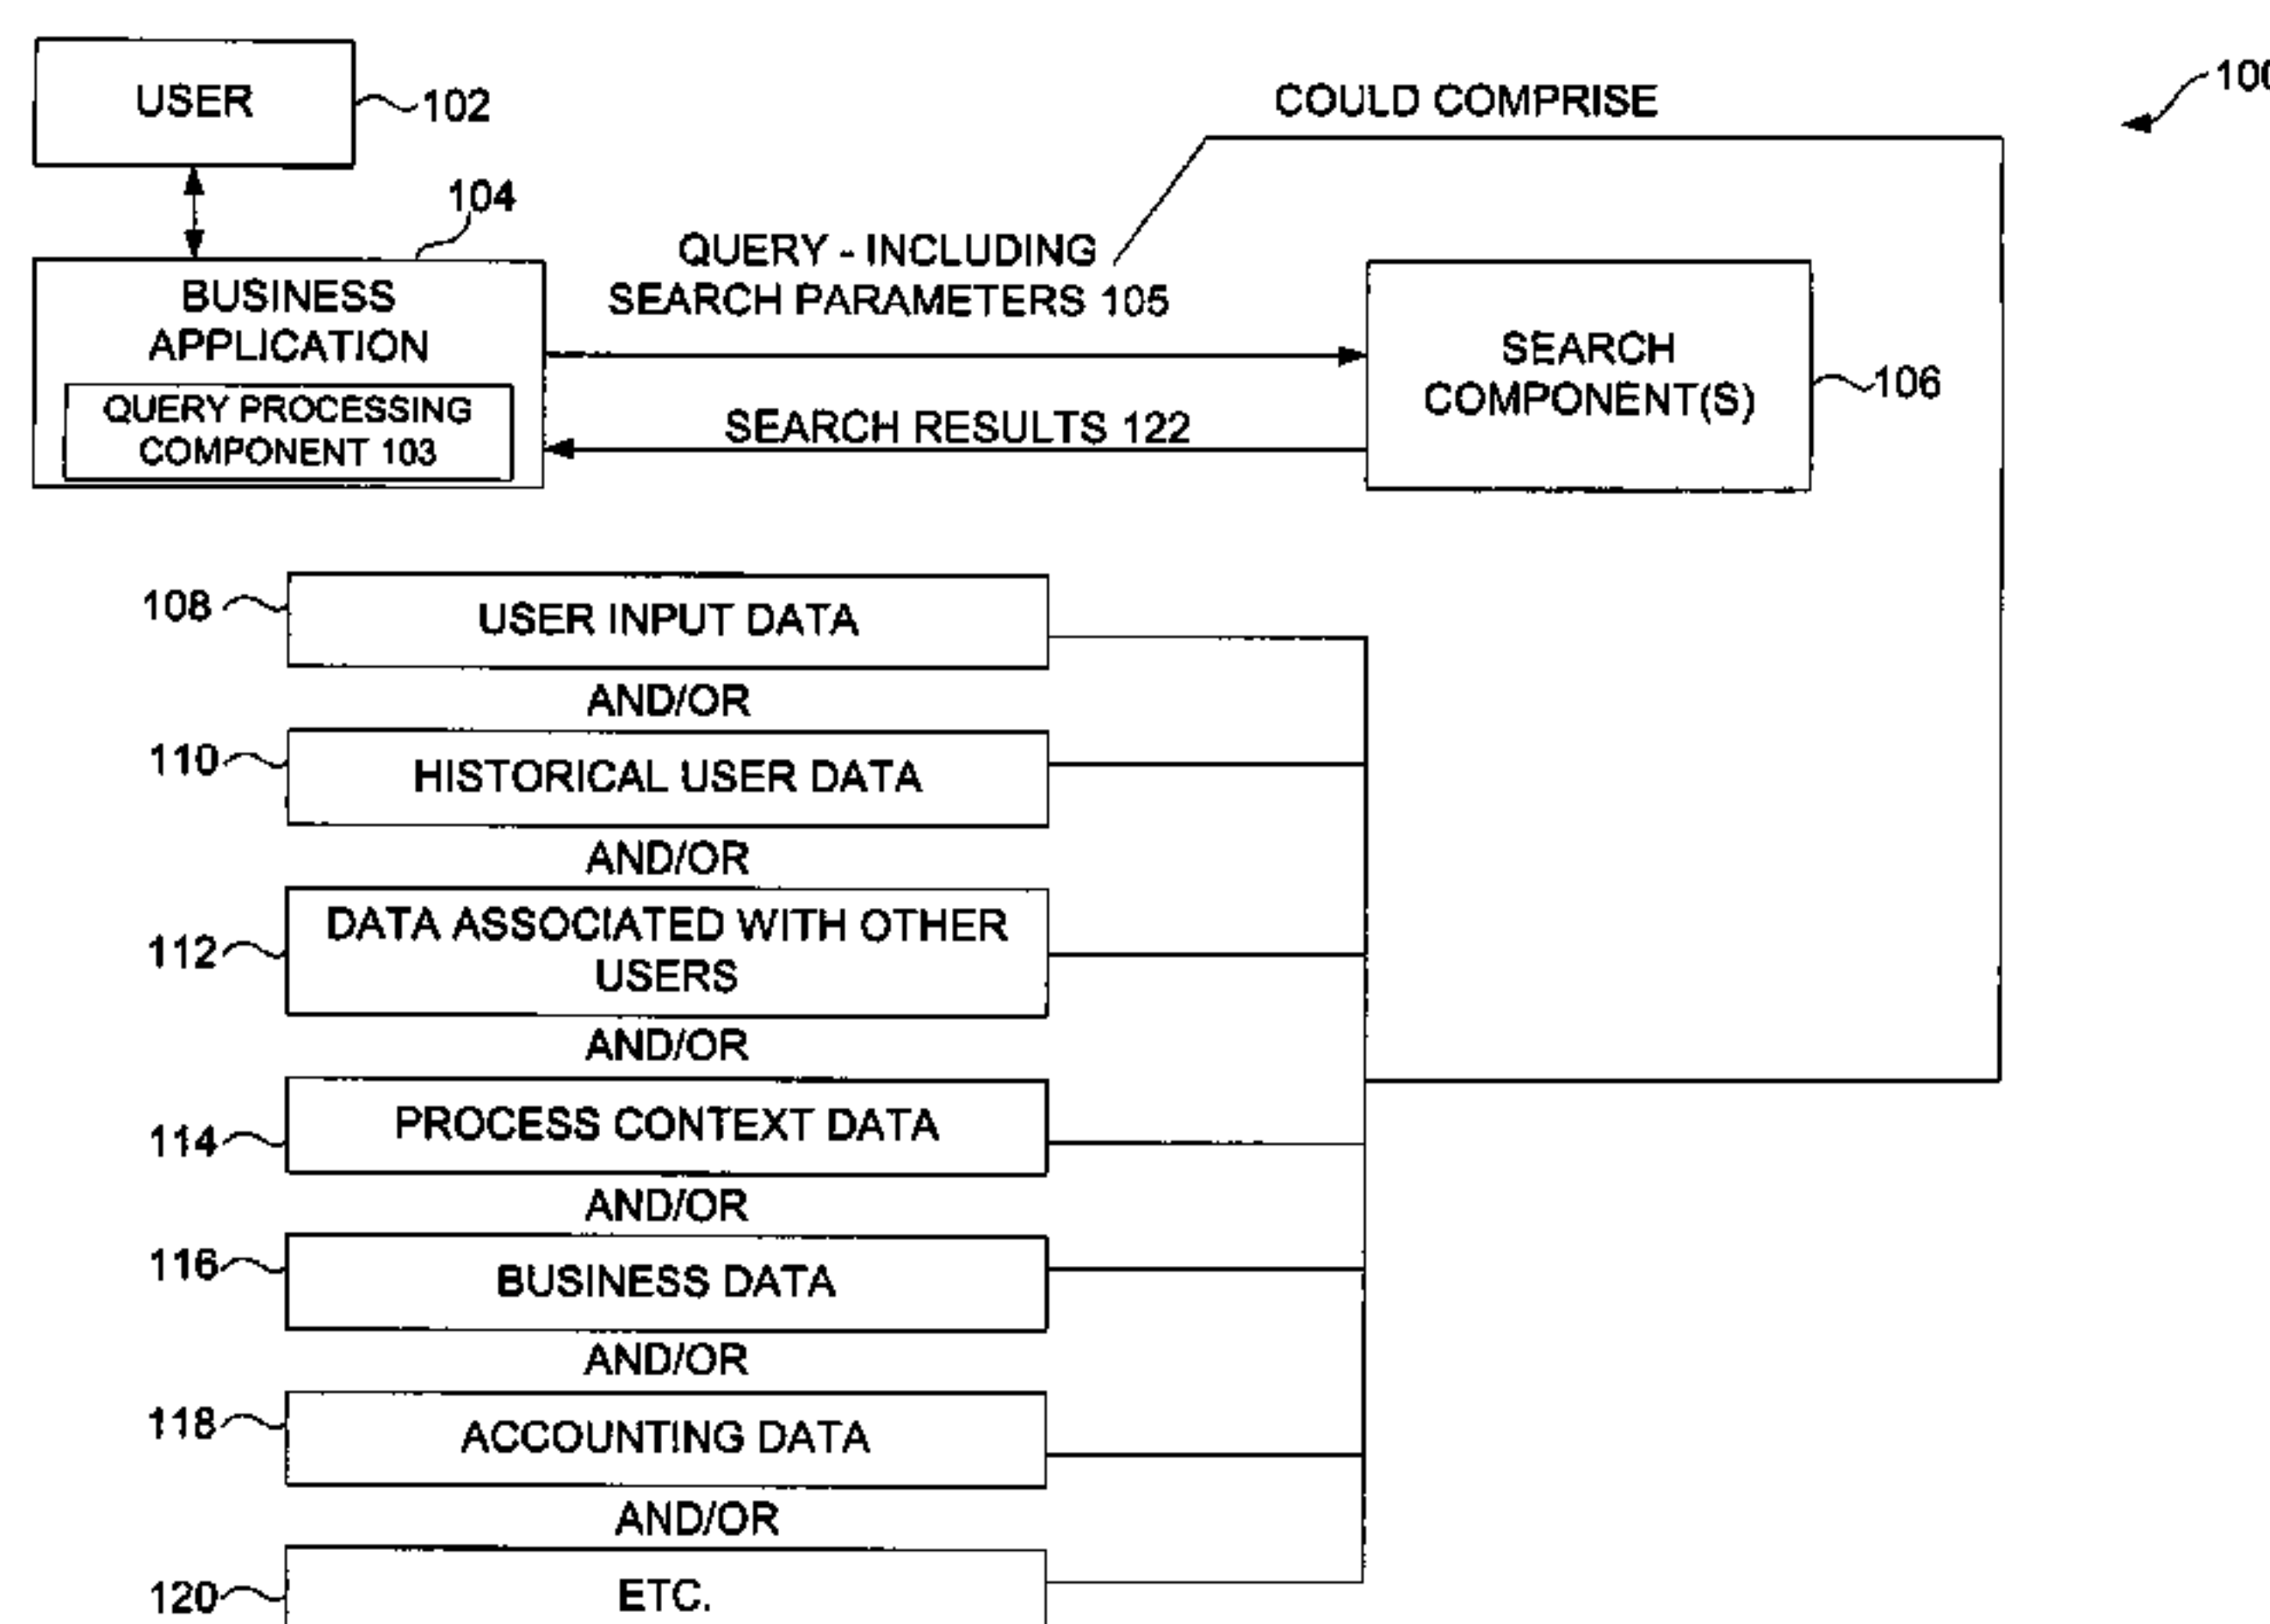 USER
102
COULD COMPRISE
100
104
BUSINESS
APPLICATION
QUERY PROCESSING
COMPONENT 103
QUERY - INCLUDING
SEARCH PARAMETERS 105
SEARCH RESULTS 122
SEARCH
COMPONENT(S)
106
108
USER INPUT DATA
AND/OR
110
HISTORICAL USER DATA
AND/OR
112
DATA ASSOCIATED WITH OTHER
USERS
AND/OR
114
PROCESS CONTEXT DATA
AND/OR
116
BUSINESS DATA
AND/OR
118
ACCOUNTING DATA
AND/OR
120
ETC.